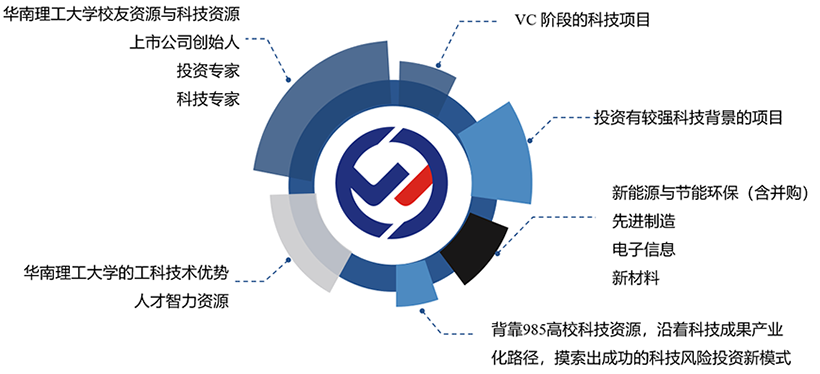 华南理工大学校友资源与科技资源
上市公司创始人
投资专家
科技专家
VC 阶段的科技项目
投资有较强科技背景的项目
新能源与节能环保（含并购）
先进制造
电子信息
新材料
华南理工大学的工科技术优势
人才智力资源
背靠985高校科技资源，沿着科技成果产业
化路径，摸索出成功的科技风险投资新模式